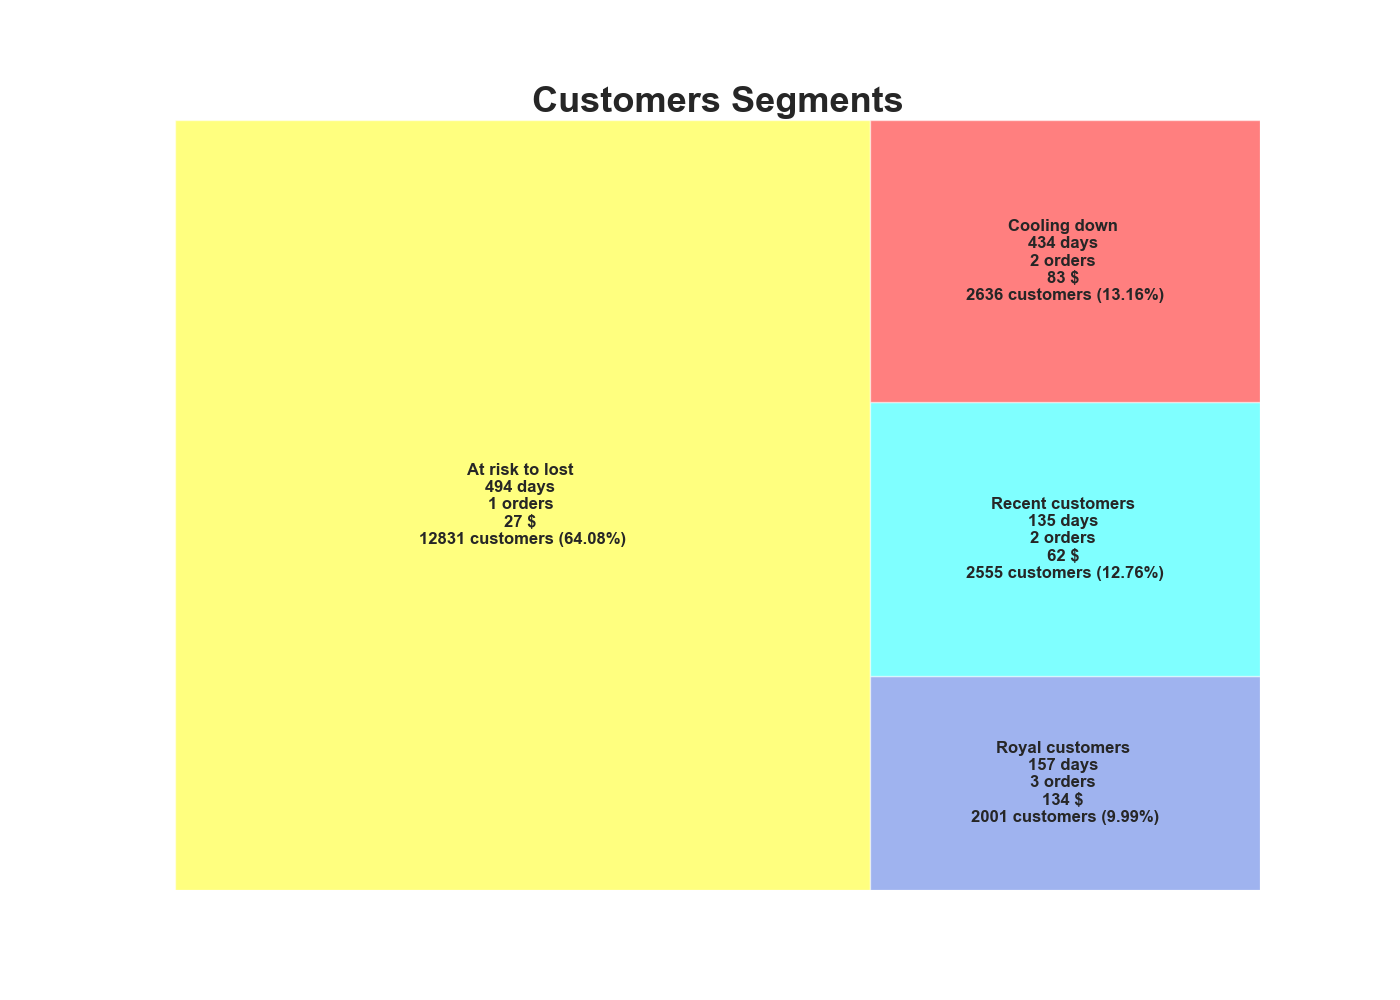 Customers Segments
At risk to lost
494 days
1 orders
27 $
12831 customers (64.08%)
Cooling down
434 days
2 orders
83 $
2636 customers (13.16%)
Recent customers
135 days
2 orders
62 $
2555 customers (12.76%)
Royal customers
157 days
3 orders
134 $
2001 customers (9.99%)